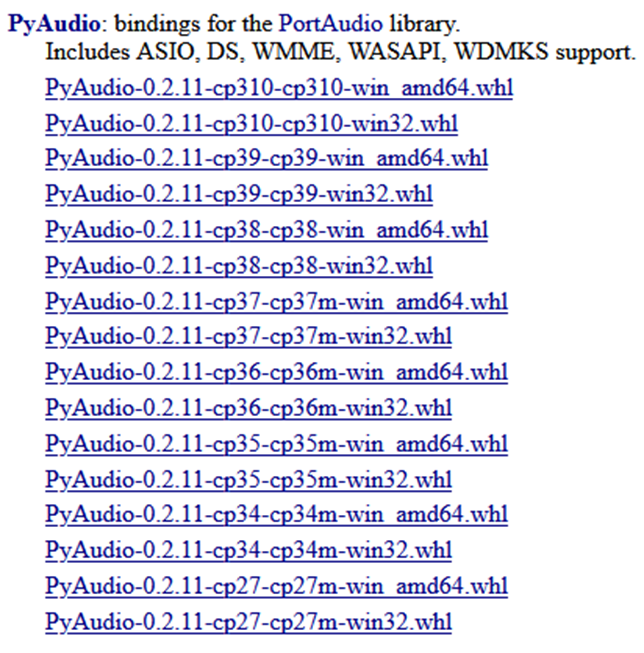 PyAudio: bindings for the PortAudio library.
Includes ASIO, DS, WMME, WASAPI, WDMKS support.
PyAudio-0.2.11-cp310-cp310-win_amd64.whl
PyAudio-0.2.11-cp310-cp310-win32.whl
PyAudio-0.2.11-cp39-cp39-win_amd64.whl
PyAudio-0.2.11-cp39-cp39-win32.whl
PyAudio-0.2.11-cp38-cp38-win_amd64.whl
PyAudio-0.2.11-cp38-cp38-win32.whl
PyAudio-0.2.11-cp37-cp37m-win_amd64.whl
PyAudio-0.2.11-cp37-cp37m-win32.whl
PyAudio-0.2.11-cp36-cp36m-win_amd64.whl
PyAudio-0.2.11-cp36-cp36m-win32.whl
PyAudio-0.2.11-cp35-cp35m-win_amd64.whl
PyAudio-0.2.11-cp35-cp35m-win32.whl
PyAudio-0.2.11-cp34-cp34m-win_amd64.whl
PyAudio-0.2.11-cp34-cp34m-win32.whl
PyAudio-0.2.11-cp27-cp27m-win_amd64.whl
PyAudio-0.2.11-cp27-cp27m-win32.whl